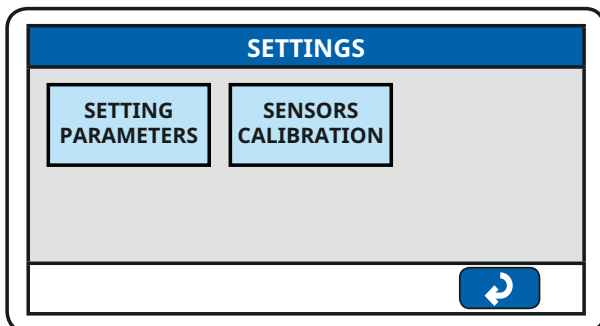 SETTINGS
SETTING
PARAMETERS
SENSORS
CALIBRATION